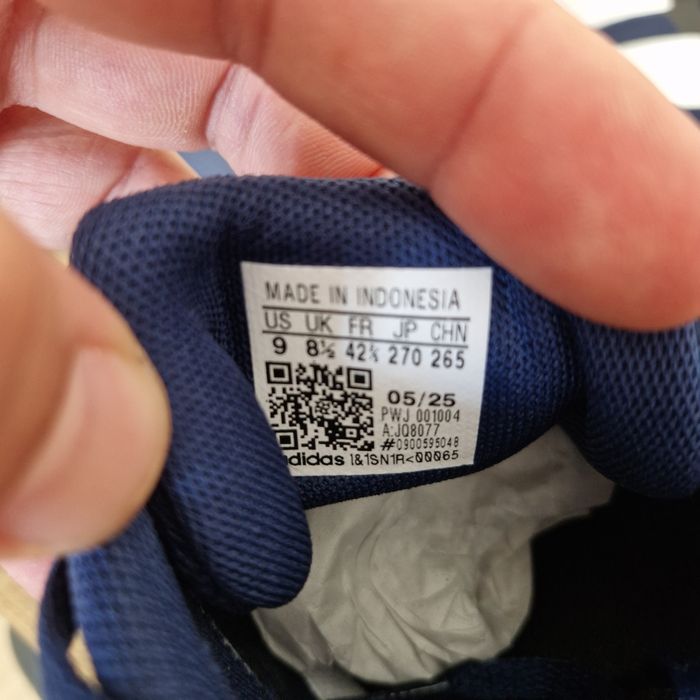 MADE IN INDONESIA
US UK FR JP CHN
9 8½ 42⅔ 270 265
05/25
PWJ 001004
A:JQ8077
#0900595048
adidas 1&1SN1R<00065